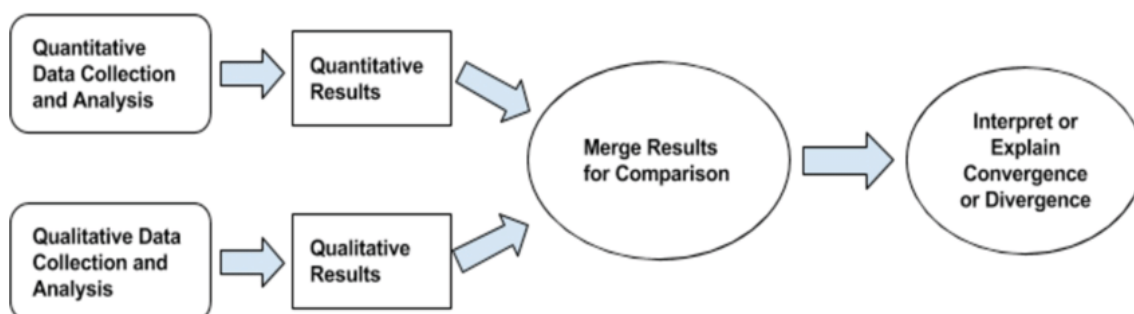 Quantitative
Data Collection
and Analysis
Quantitative
Results
Qualitative Data
Collection and
Analysis
Qualitative
Results
Merge Results
for Comparison
Interpret or
Explain
Convergence
or Divergence